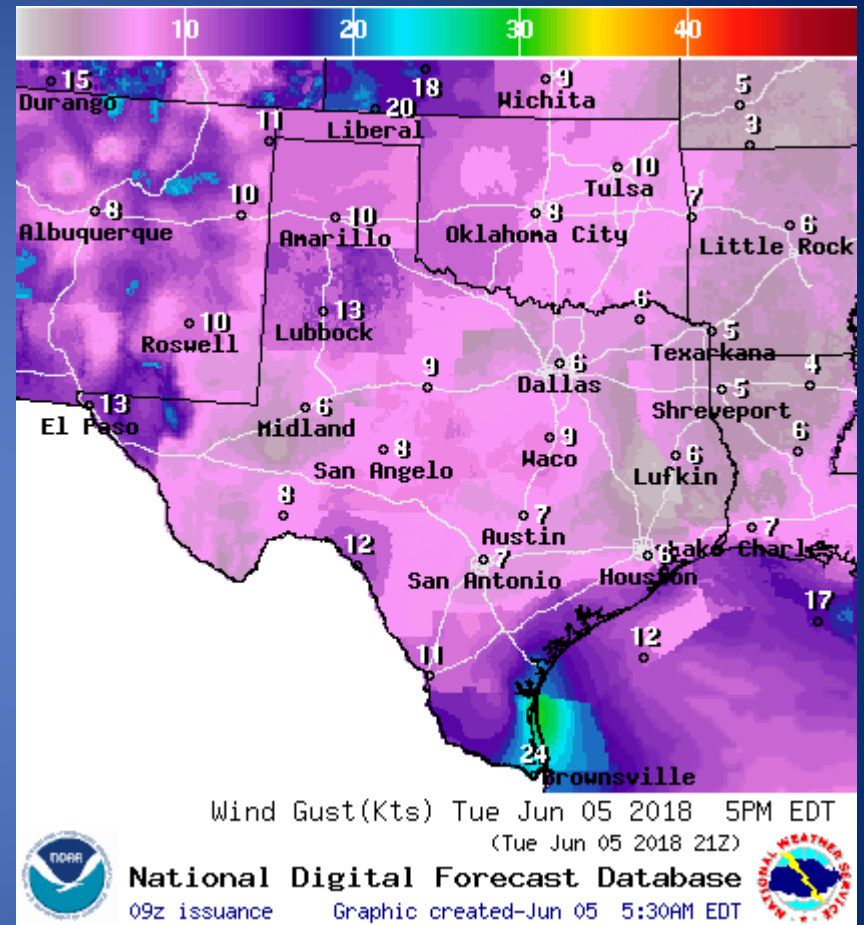 10 20 30 40
15
Durango
18
20
Liberal
9
Wichita
5
3
11
10
Tulsa
8
Albuquerque
10
10
Amarillo
8
Oklahoma City
7
6
Little Rock
10
Roswell
13
Lubbock
6
5
Texarkana
9
6
Dallas
5
Shreveport
4
13
El Paso
6
Midland
8
San Angelo
9
Waco
6
Lufkin
6
8
7
Austin
12
7
San Antonio
6
Houston
7
Lake Charles
17
12
11
24
Brownsville
Wind Gust(Kts) Tue Jun 05 2018 5PM EDT
(Tue Jun 05 2018 21Z)
National Digital Forecast Database
09z issuance Graphic created-Jun 05 5:30AM EDT
NOAA
NATIONAL WEATHER SERVICE